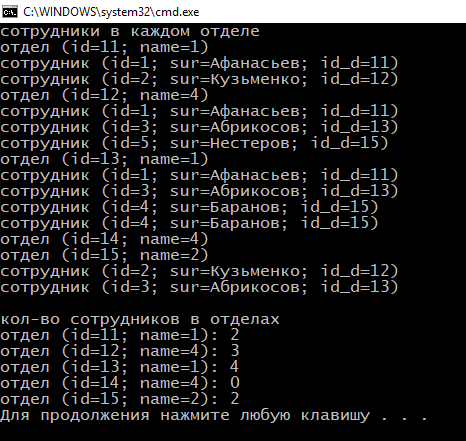 C:\WINDOWS\system32\cmd.exe
сотрудники в каждом отделе
отдел (id=11; name=1)
сотрудник (id=1; sur=Афанасьев; id_d=11)
сотрудник (id=2; sur=Кузьменко; id_d=12)
отдел (id=12; name=4)
сотрудник (id=1; sur=Афанасьев; id_d=11)
сотрудник (id=3; sur=Абрикосов; id_d=13)
сотрудник (id=5; sur=Нестеров; id_d=15)
отдел (id=13; name=1)
сотрудник (id=1; sur=Афанасьев; id_d=11)
сотрудник (id=3; sur=Абрикосов; id_d=13)
сотрудник (id=4; sur=Баранов; id_d=15)
сотрудник (id=4; sur=Баранов; id_d=15)
отдел (id=14; name=4)
отдел (id=15; name=2)
сотрудник (id=2; sur=Кузьменко; id_d=12)
сотрудник (id=3; sur=Абрикосов; id_d=13)
кол-во сотрудников в отделах
отдел (id=11; name=1): 2
отдел (id=12; name=4): 3
отдел (id=13; name=1): 4
отдел (id=14; name=4): 0
отдел (id=15; name=2): 2
Для продолжения нажмите любую клавишу . . .